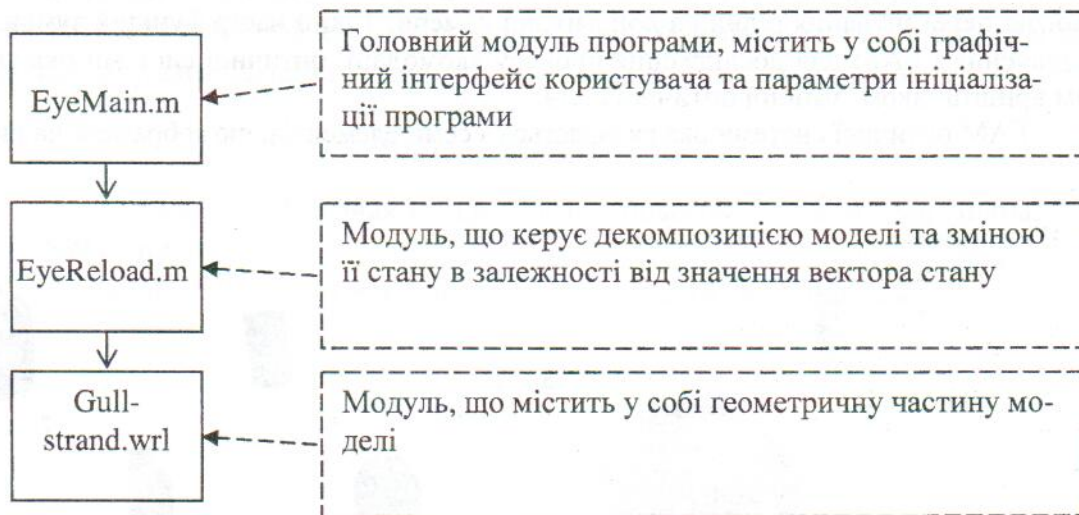 EyeMain.m
Головний модуль програми, містить у собі графіч-
ний інтерфейс користувача та параметри ініціаліза-
ції програми
EyeReload.m
Модуль, що керує декомпозицією моделі та зміною
її стану в залежності від значення вектора стану
Gull-
strand.wrl
Модуль, що містить у собі геометричну частину мо-
делі